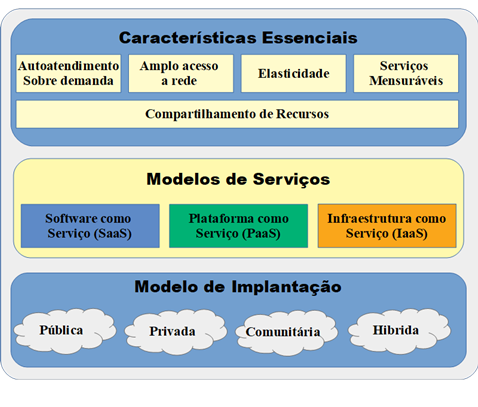 Características Essenciais
Autoatendimento
Sobre demanda
Amplo acesso
a rede
Elasticidade
Serviços
Mensuráveis
Compartilhamento de Recursos
Modelos de Serviços
Software como
Serviço (SaaS)
Plataforma como
Serviço (PaaS)
Infraestrutura como
Serviço (IaaS)
Modelo de Implantação
Pública
Privada
Comunitária
Híbrida